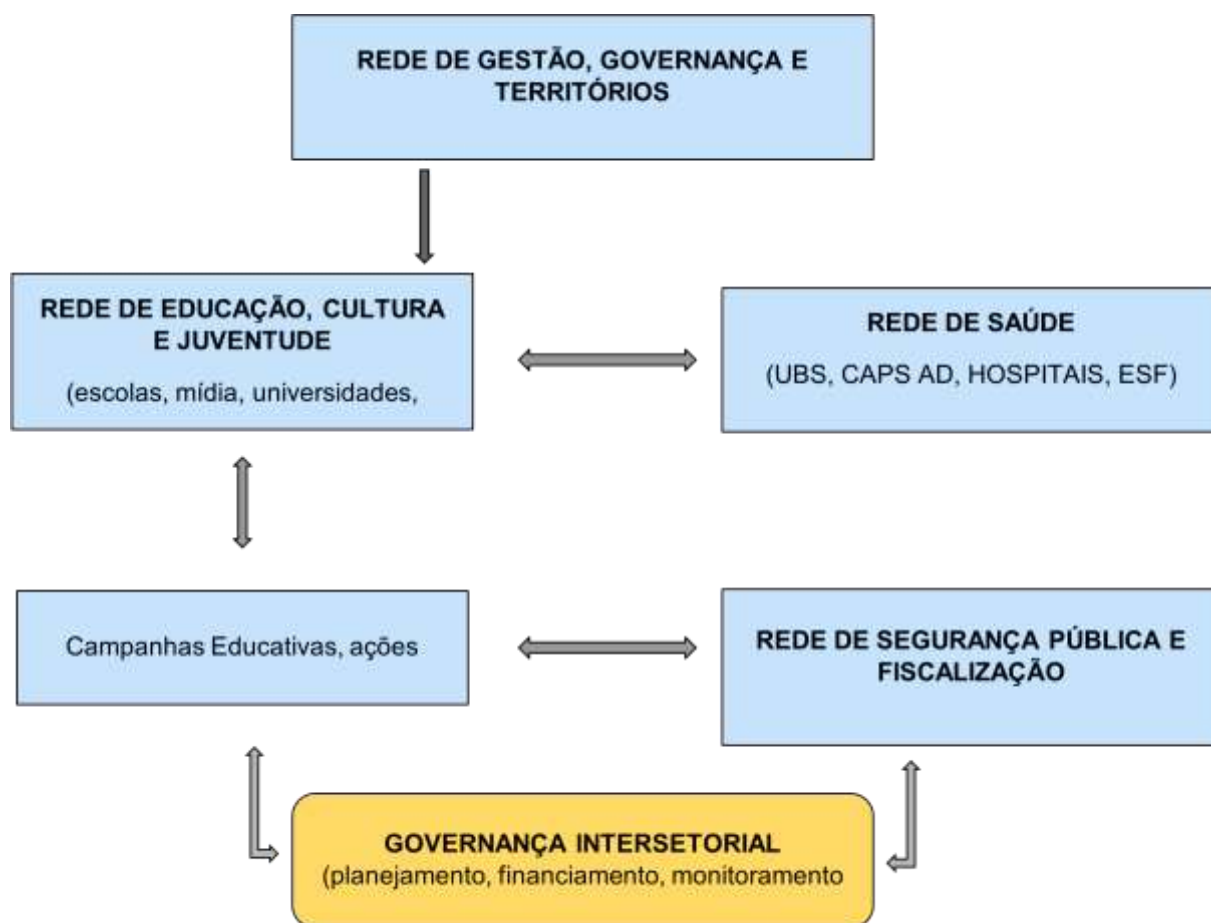 REDE DE GESTÃO, GOVERNANÇA E
TERRITÓRIOS
REDE DE EDUCAÇÃO, CULTURA
E JUVENTUDE
(escolas, mídia, universidades,
REDE DE SAÚDE
(UBS, CAPS AD, HOSPITAIS, ESF)
Campanhas Educativas, ações
REDE DE SEGURANÇA PÚBLICA E
FISCALIZAÇÃO
GOVERNANÇA INTERSETORIAL
(planejamento, financiamento, monitoramento